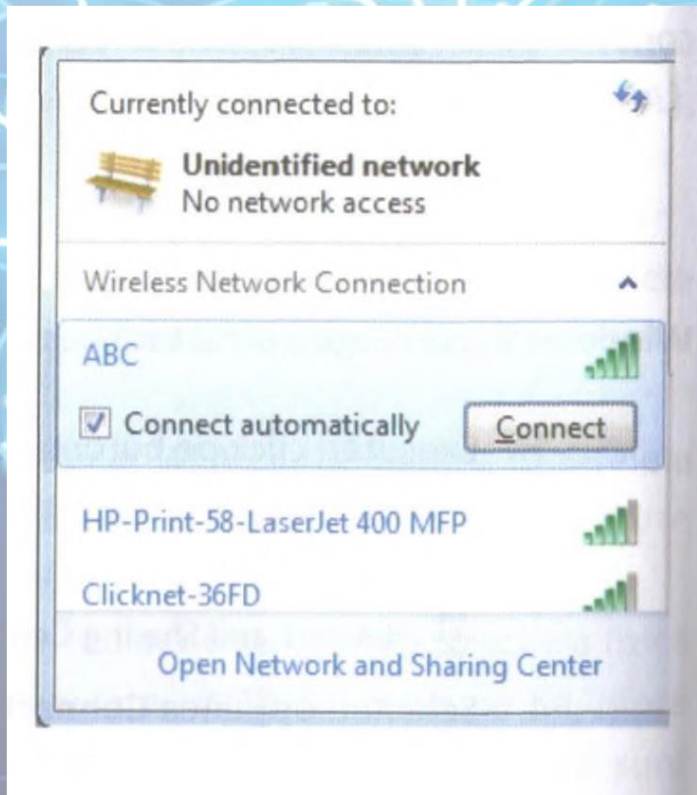 Currently connected to:
Unidentified network
No network access
Wireless Network Connection
ABC
Connect automatically
Connect
HP-Print-58-LaserJet 400 MFP
Clicknet-36FD
Open Network and Sharing Center